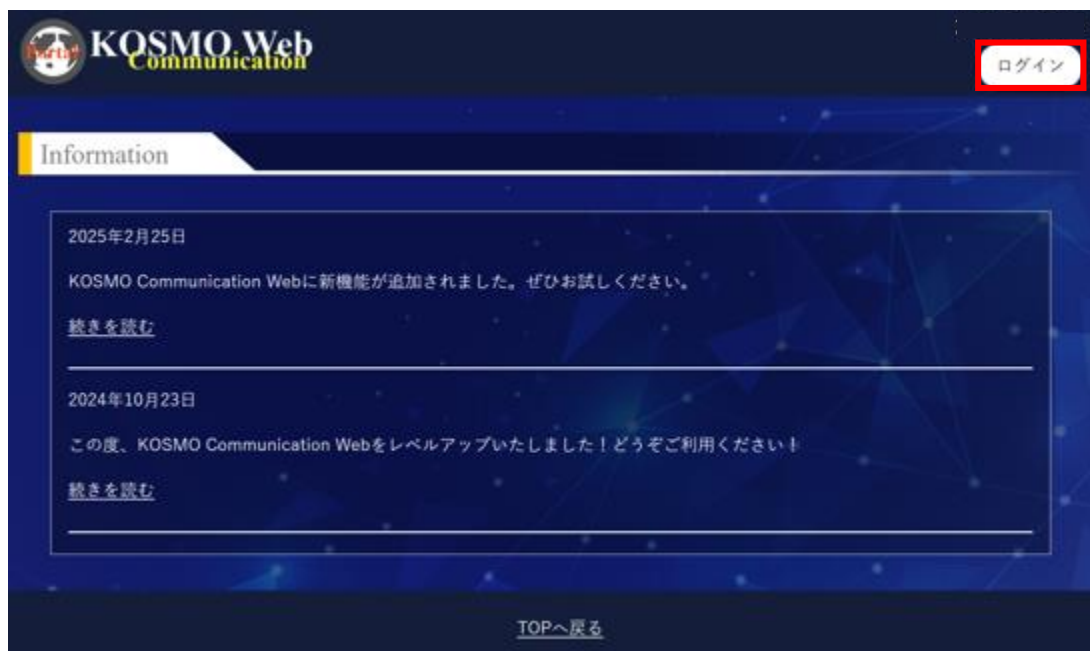 Portal
KOSMO Web
Communication
ログイン
Information
2025年2月25日
KOSMO Communication Webに新機能が追加されました。ぜひお試しください。
続きを読む
2024年10月23日
この度、KOSMO Communication Webをレベルアップいたしました！どうぞご利用ください！
続きを読む
TOPへ戻る